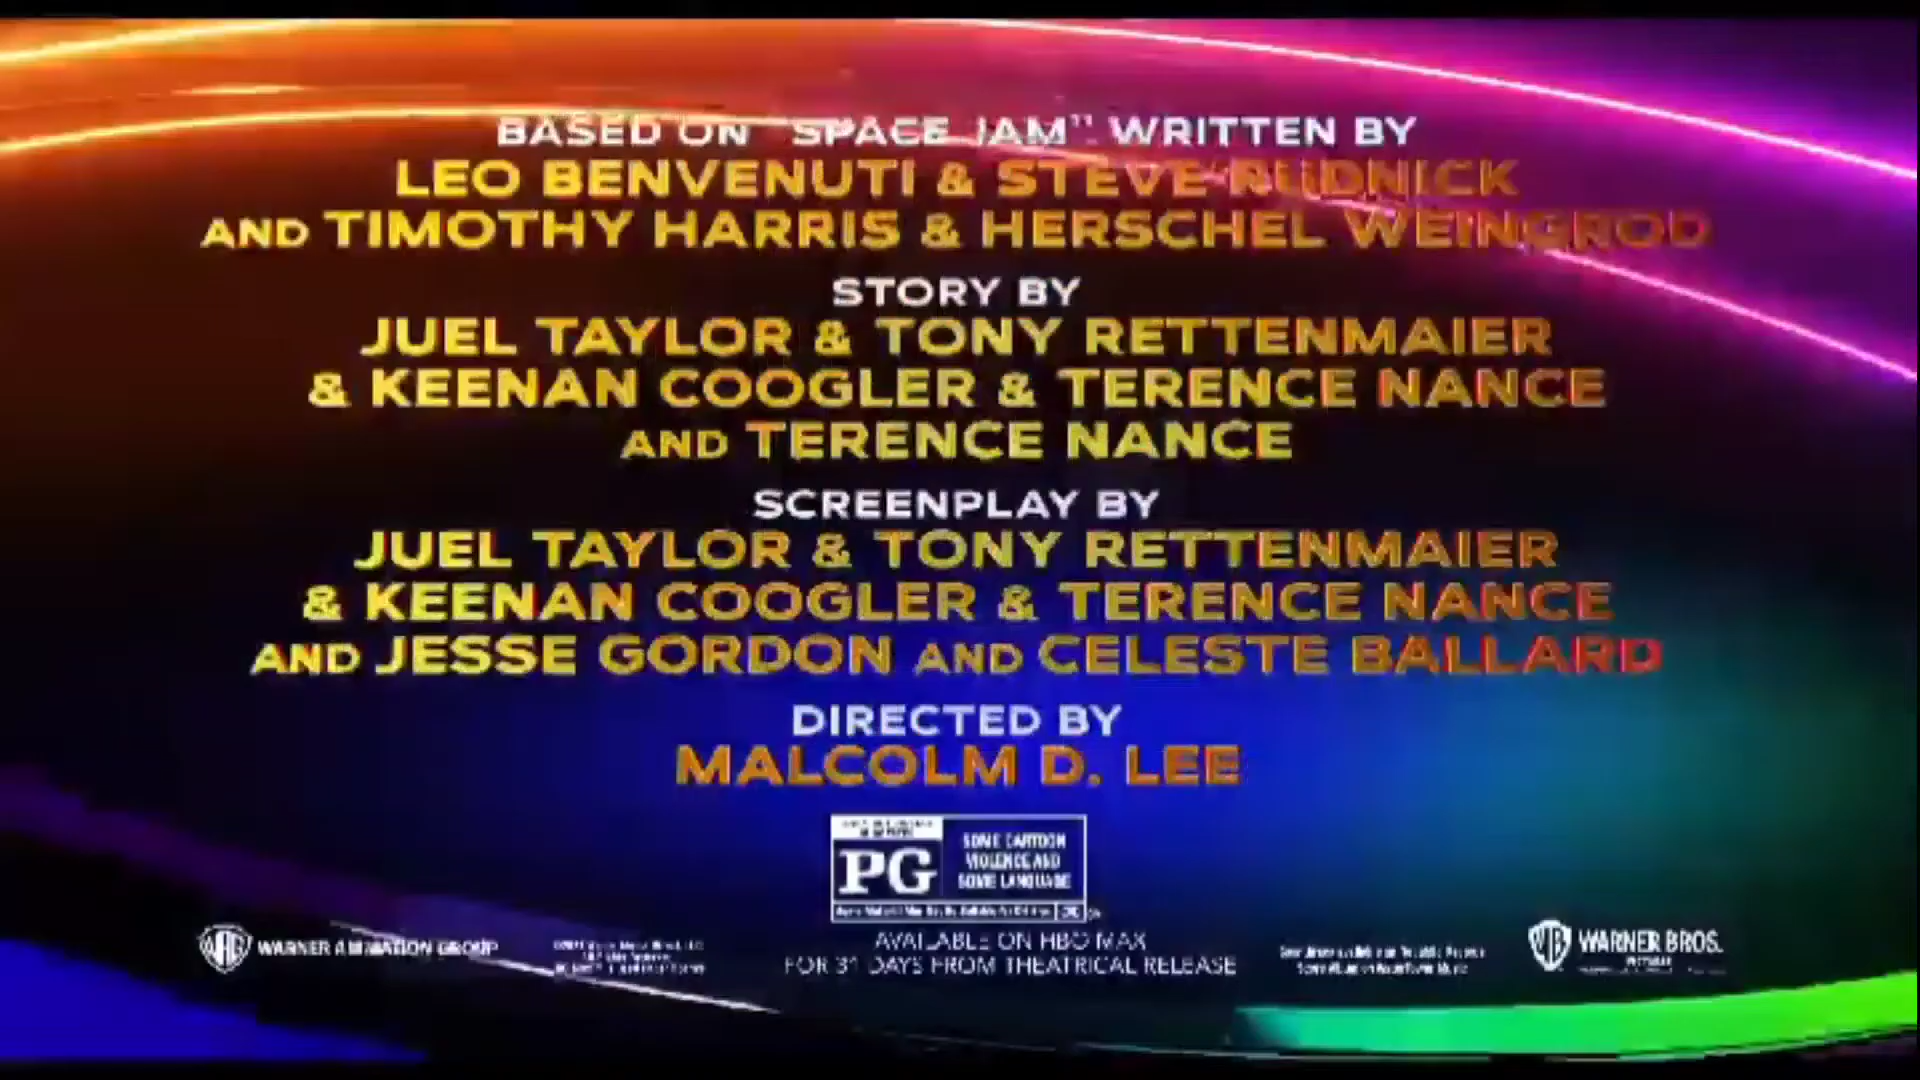 BASED ON "SPACE JAM" WRITTEN BY
LEO BENVENUTI & STEVE RUDNICK
AND TIMOTHY HARRIS & HERSCHEL WEINGROD
STORY BY
JUEL TAYLOR & TONY RETTENMAIER
& KEENAN COOGLER & TERENCE NANCE
AND TERENCE NANCE
SCREENPLAY BY
JUEL TAYLOR & TONY RETTENMAIER
& KEENAN COOGLER & TERENCE NANCE
AND JESSE GORDON AND CELESTE BALLARD
DIRECTED BY
MALCOLM D. LEE
PG
SOME CARTOON
VIOLENCE AND
SOME LANGUAGE
WAG WARNER ANIMATION GROUP
AVAILABLE ON HBO MAX
FOR 31 DAYS FROM THEATRICAL RELEASE
WB WARNER BROS.
PICTURES